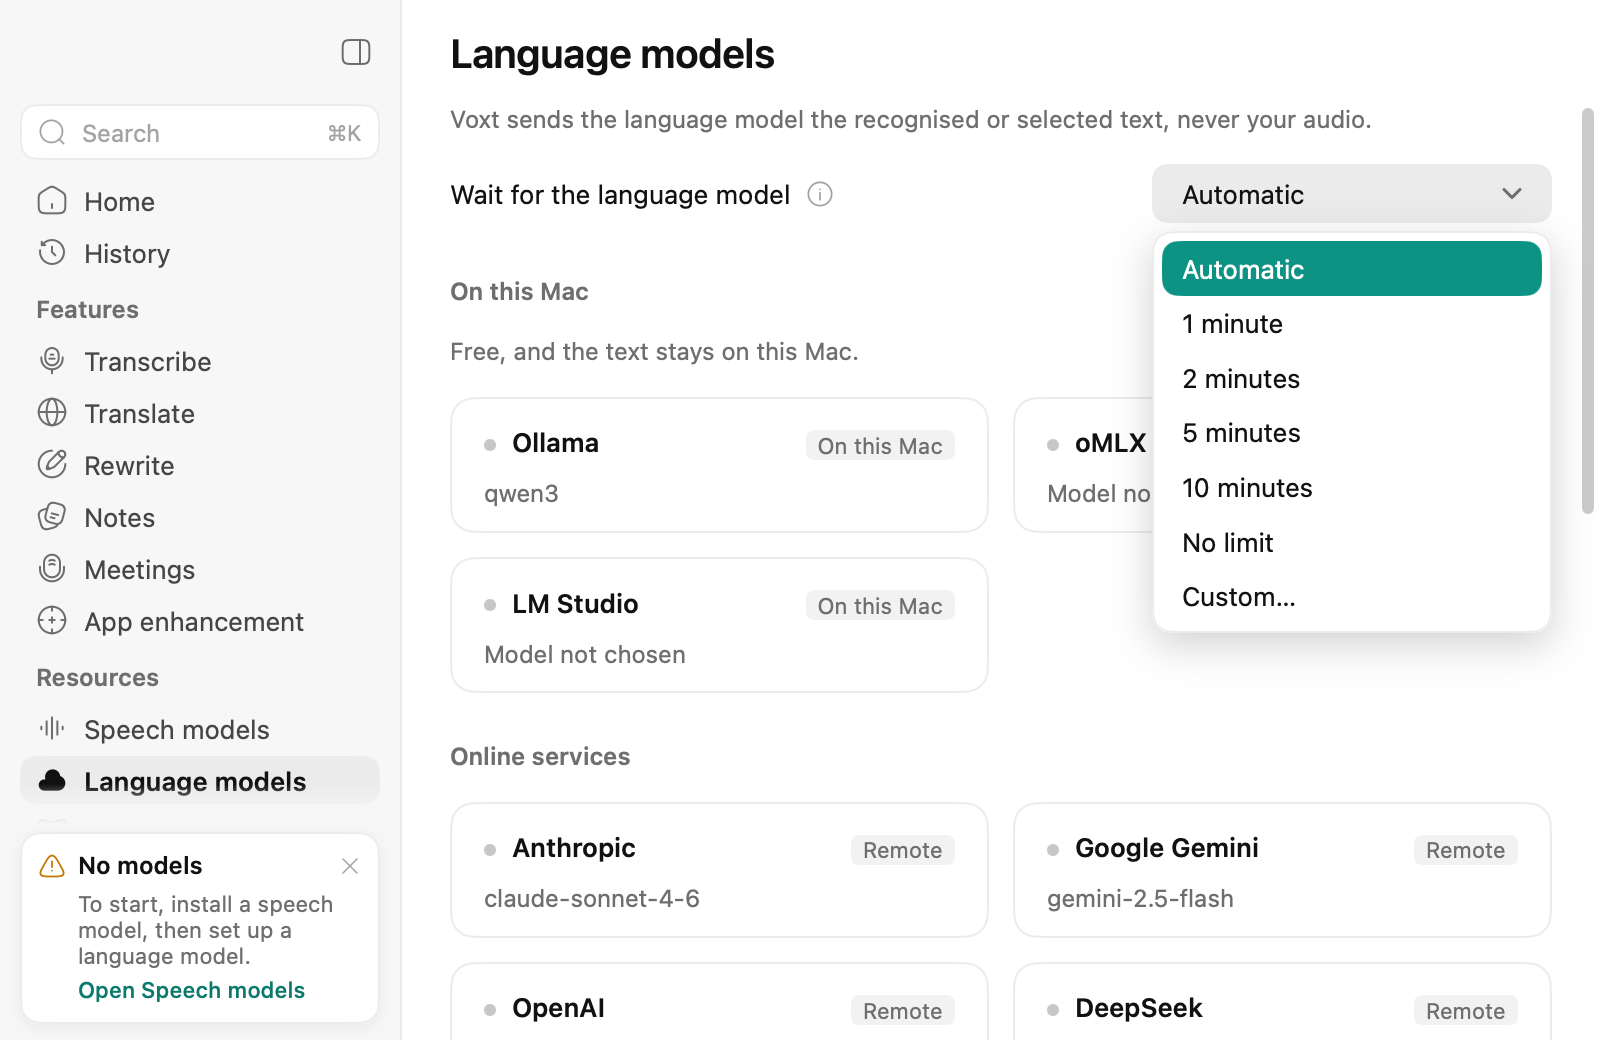 Search ⌘K
Home
History
Features
Transcribe
Translate
Rewrite
Notes
Meetings
App enhancement
Resources
Speech models
Language models
No models
To start, install a speech
model, then set up a
language model.
Open Speech models
Language models
Voxt sends the language model the recognised or selected text, never your audio.
Wait for the language model
Automatic
Automatic
1 minute
2 minutes
5 minutes
10 minutes
No limit
Custom...
On this Mac
Free, and the text stays on this Mac.
Ollama On this Mac
qwen3
oMLX
Model no
LM Studio On this Mac
Model not chosen
Online services
Anthropic Remote
claude-sonnet-4-6
Google Gemini Remote
gemini-2.5-flash
OpenAI Remote
DeepSeek Remote